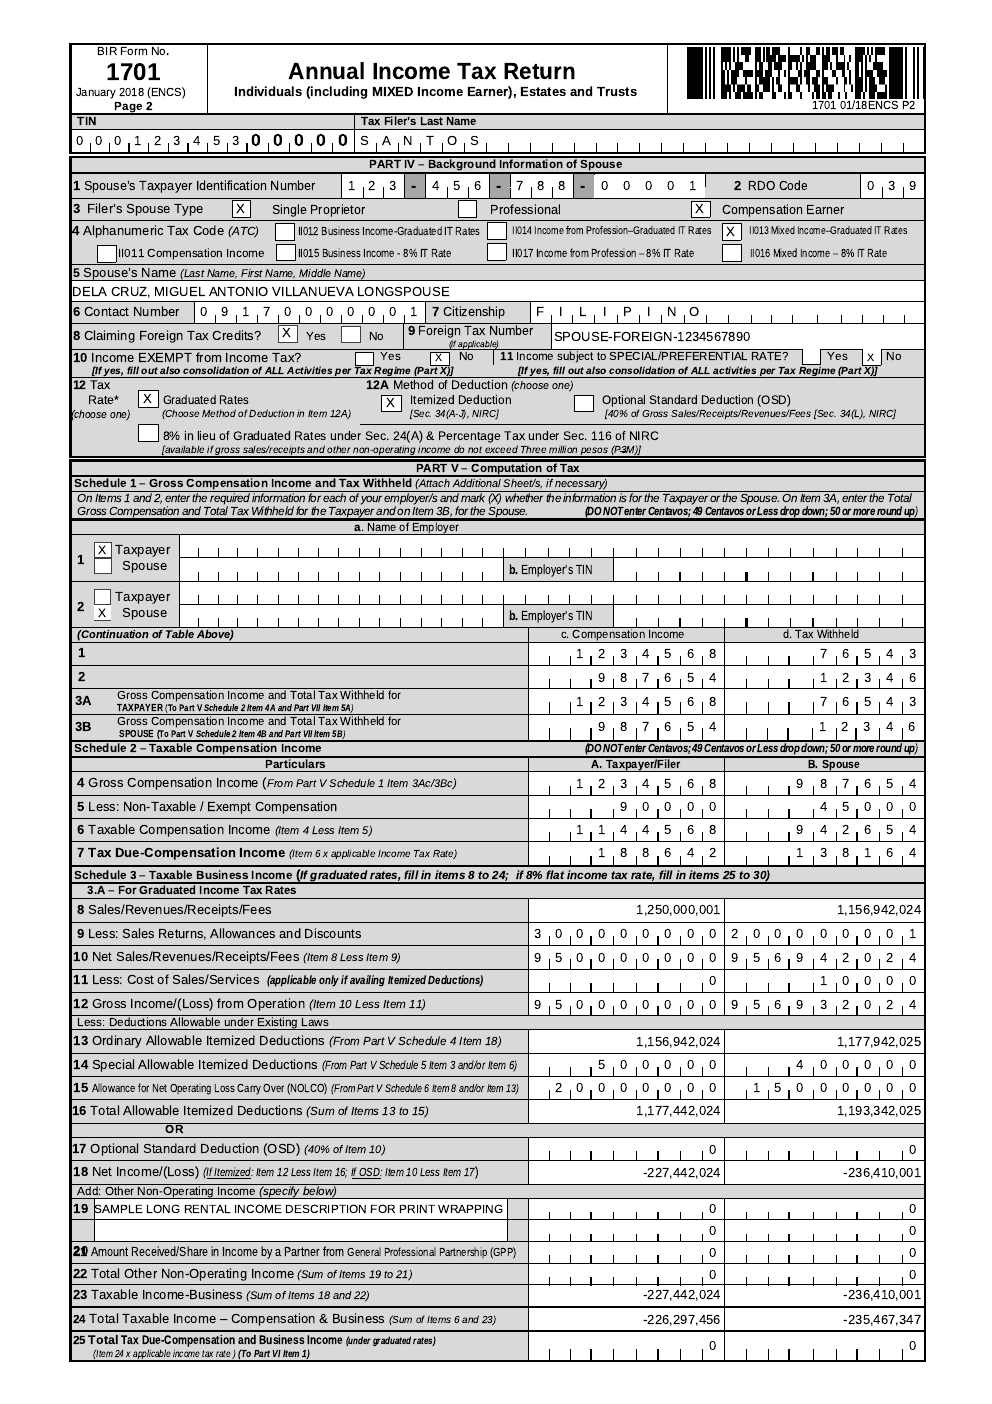 BIR Form No.
1701
January 2018 (ENCS)
Page 2
Annual Income Tax Return
Individuals (including MIXED Income Earner), Estates and Trusts
1701 01/18ENCS P2
TIN Tax Filer's Last Name
0 0 0 1 2 3 4 5 3 0 0 0 0 0 S A N T O S
PART IV – Background Information of Spouse
1 Spouse's Taxpayer Identification Number 1 2 3 - 4 5 6 - 7 8 8 - 0 0 0 0 1 2 RDO Code 0 3 9
3 Filer's Spouse Type X Single Proprietor Professional X Compensation Earner
4 Alphanumeric Tax Code (ATC) II012 Business Income-Graduated IT Rates II014 Income from Profession–Graduated IT Rates X II013 Mixed Income–Graduated IT Rates
II011 Compensation Income II015 Business Income - 8% IT Rate II017 Income from Profession – 8% IT Rate II016 Mixed Income – 8% IT Rate
5 Spouse's Name (Last Name, First Name, Middle Name)
DELA CRUZ, MIGUEL ANTONIO VILLANUEVA LONGSPOUSE
6 Contact Number 0 9 1 7 0 0 0 0 0 0 1 7 Citizenship F I L I P I N O
8 Claiming Foreign Tax Credits? X Yes No 9 Foreign Tax Number (if applicable) SPOUSE-FOREIGN-1234567890
10 Income EXEMPT from Income Tax? Yes X No 11 Income subject to SPECIAL/PREFERENTIAL RATE? Yes X No
[If yes, fill out also consolidation of ALL Activities per Tax Regime (Part X)] [If yes, fill out also consolidation of ALL activities per Tax Regime (Part X)]
12 Tax Rate* (choose one) X Graduated Rates (Choose Method of Deduction in Item 12A)
12A Method of Deduction (choose one)
X Itemized Deduction Optional Standard Deduction (OSD)
[Sec. 34(A-J), NIRC] [40% of Gross Sales/Receipts/Revenues/Fees [Sec. 34(L), NIRC]
8% in lieu of Graduated Rates under Sec. 24(A) & Percentage Tax under Sec. 116 of NIRC
[available if gross sales/receipts and other non-operating income do not exceed Three million pesos (P3M)]
PART V – Computation of Tax
Schedule 1 – Gross Compensation Income and Tax Withheld (Attach Additional Sheet/s, if necessary)
On Items 1 and 2, enter the required information for each of your employer/s and mark (X) whether the information is for the Taxpayer or the Spouse. On Item 3A, enter the Total
Gross Compensation and Total Tax Withheld for the Taxpayer and on Item 3B, for the Spouse. (DO NOT enter Centavos; 49 Centavos or Less drop down; 50 or more round up)
a. Name of Employer
1 X Taxpayer
Spouse b. Employer's TIN
2 Taxpayer
X Spouse b. Employer's TIN
(Continuation of Table Above) c. Compensation Income d. Tax Withheld
1 1 2 3 4 5 6 8 7 6 5 4 3
2 9 8 7 6 5 4 1 2 3 4 6
3A Gross Compensation Income and Total Tax Withheld for
TAXPAYER (To Part V Schedule 2 Item 4A and Part VII Item 5A) 1 2 3 4 5 6 8 7 6 5 4 3
3B Gross Compensation Income and Total Tax Withheld for
SPOUSE (To Part V Schedule 2 Item 4B and Part VII Item 5B) 9 8 7 6 5 4 1 2 3 4 6
Schedule 2 – Taxable Compensation Income (DO NOT enter Centavos; 49 Centavos or Less drop down; 50 or more round up)
Particulars A. Taxpayer/Filer B. Spouse
4 Gross Compensation Income (From Part V Schedule 1 Item 3Ac/3Bc) 1 2 3 4 5 6 8 9 8 7 6 5 4
5 Less: Non-Taxable / Exempt Compensation 9 0 0 0 0 4 5 0 0 0
6 Taxable Compensation Income (Item 4 Less Item 5) 1 1 4 4 5 6 8 9 4 2 6 5 4
7 Tax Due-Compensation Income (Item 6 x applicable Income Tax Rate) 1 8 8 6 4 2 1 3 8 1 6 4
Schedule 3 – Taxable Business Income (If graduated rates, fill in items 8 to 24; if 8% flat income tax rate, fill in items 25 to 30)
3.A – For Graduated Income Tax Rates
8 Sales/Revenues/Receipts/Fees 1,250,000,001 1,156,942,024
9 Less: Sales Returns, Allowances and Discounts 3 0 0 0 0 0 0 0 0 2 0 0 0 0 0 0 0 1
10 Net Sales/Revenues/Receipts/Fees (Item 8 Less Item 9) 9 5 0 0 0 0 0 0 0 9 5 6 9 4 2 0 2 4
11 Less: Cost of Sales/Services (applicable only if availing Itemized Deductions) 0 1 0 0 0 0
12 Gross Income/(Loss) from Operation (Item 10 Less Item 11) 9 5 0 0 0 0 0 0 0 9 5 6 9 3 2 0 2 4
Less: Deductions Allowable under Existing Laws
13 Ordinary Allowable Itemized Deductions (From Part V Schedule 4 Item 18) 1,156,942,024 1,177,942,025
14 Special Allowable Itemized Deductions (From Part V Schedule 5 Item 3 and/or Item 6) 5 0 0 0 0 0 4 0 0 0 0 0
15 Allowance for Net Operating Loss Carry Over (NOLCO) (From Part V Schedule 6 Item 8 and/or Item 13) 2 0 0 0 0 0 0 0 1 5 0 0 0 0 0 0
16 Total Allowable Itemized Deductions (Sum of Items 13 to 15) 1,177,442,024 1,193,342,025
OR
17 Optional Standard Deduction (OSD) (40% of Item 10) 0 0
18 Net Income/(Loss) (If Itemized: Item 12 Less Item 16; If OSD: Item 10 Less Item 17) -227,442,024 -236,410,001
Add: Other Non-Operating Income (specify below)
19 SAMPLE LONG RENTAL INCOME DESCRIPTION FOR PRINT WRAPPING 0 0
0 0
Amount Received/Share in Income by a Partner from General Professional Partnership (GPP) 0 0
22 Total Other Non-Operating Income (Sum of Items 19 to 21) 0 0
23 Taxable Income-Business (Sum of Items 18 and 22) -227,442,024 -236,410,001
24 Total Taxable Income – Compensation & Business (Sum of Items 6 and 23) -226,297,456 -235,467,347
25 Total Tax Due-Compensation and Business Income (under graduated rates)
(Item 24 x applicable income tax rate ) (To Part VI Item 1) 0 0